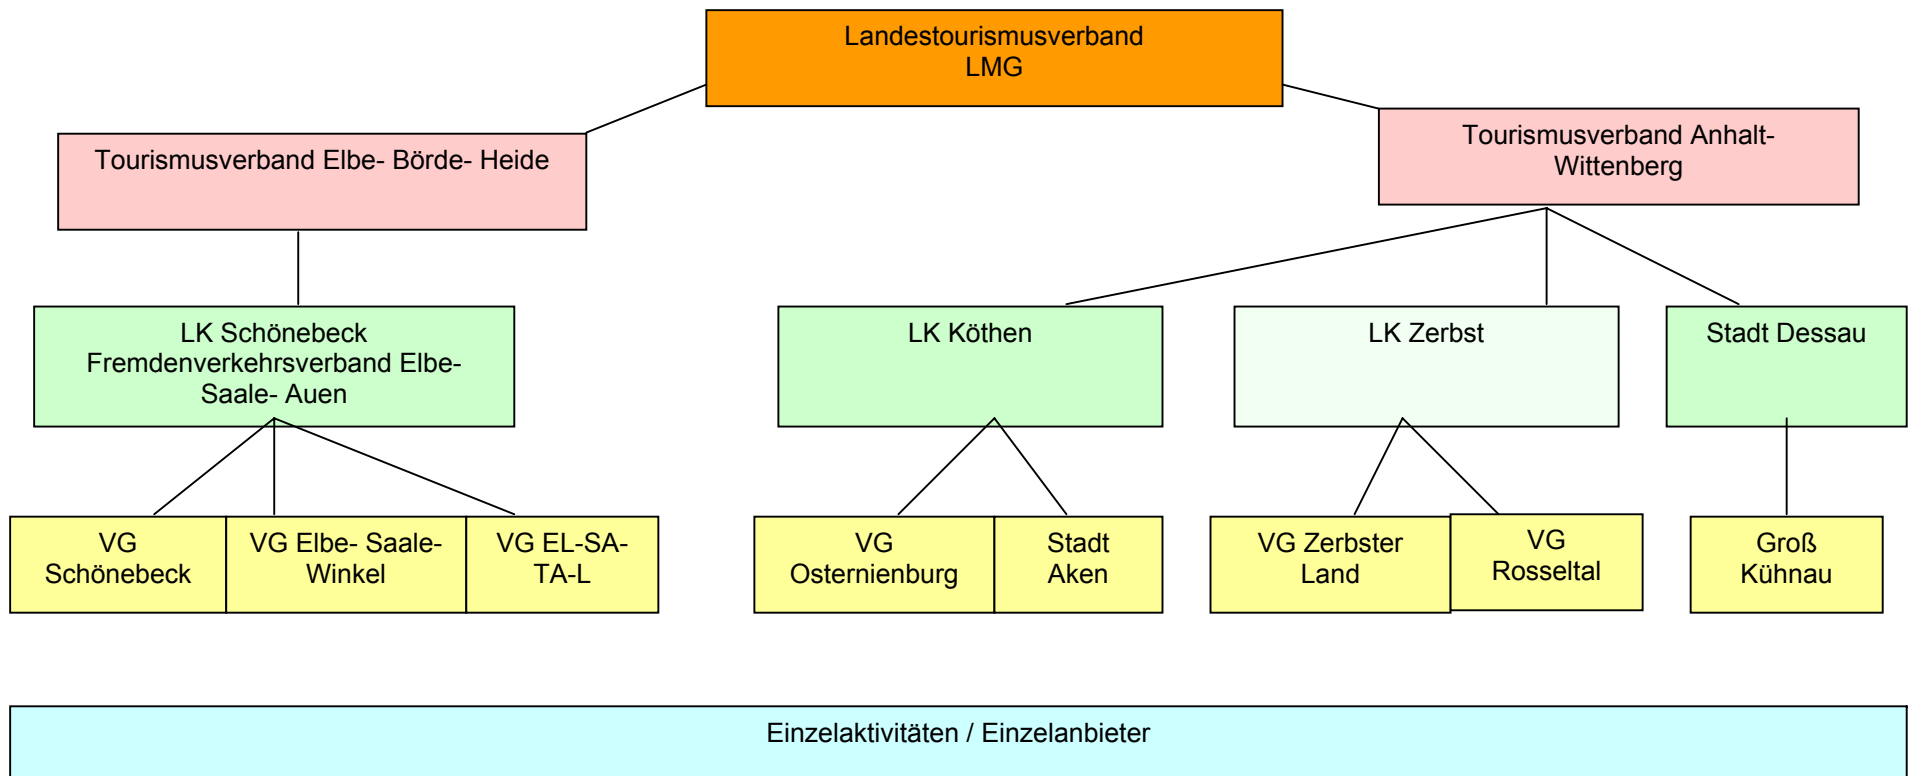 Landestourismusverband
LMG
Tourismusverband Elbe- Börde- Heide
Tourismusverband Anhalt-
Wittenberg
LK Schönebeck
Fremdenverkehrsverband Elbe-
Saale- Auen
LK Köthen
LK Zerbst
Stadt Dessau
VG
Schönebeck
VG Elbe- Saale-
Winkel
VG EL-SA-
TA-L
VG
Osternienburg
Stadt
Aken
VG Zerbster
Land
VG
Rosseltal
Groß
Kühnau
Einzelaktivitäten / Einzelanbieter